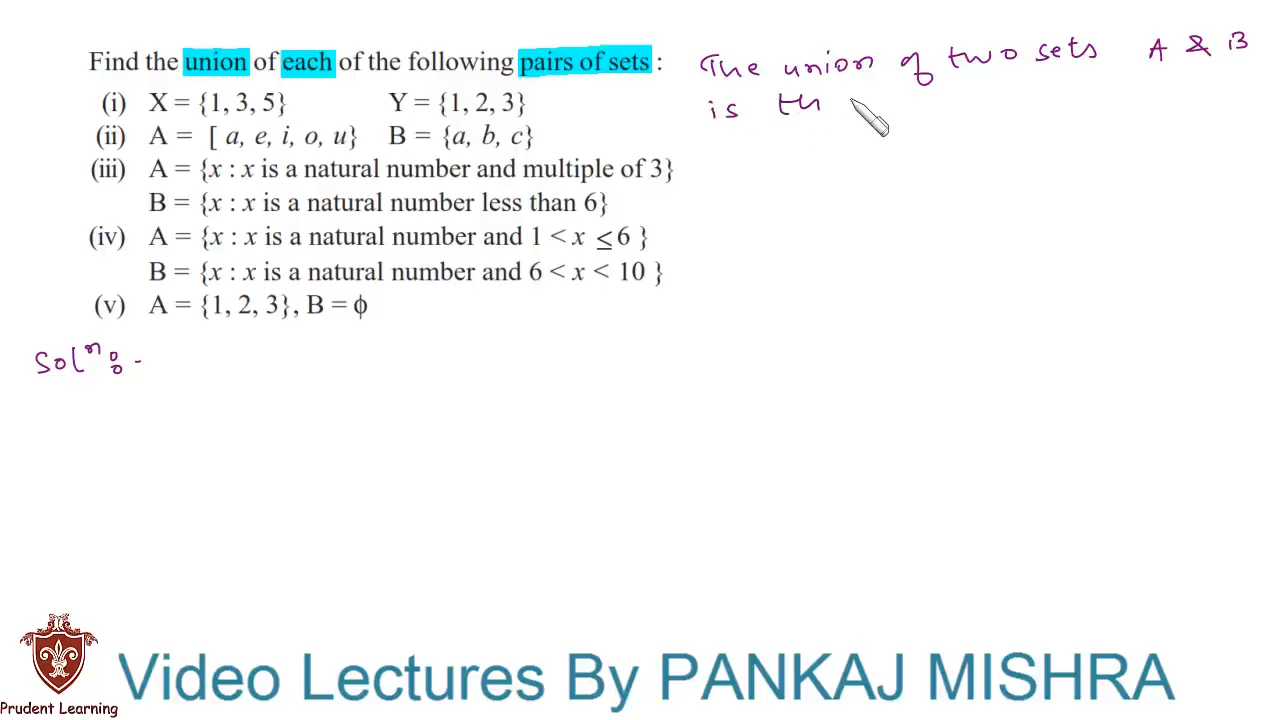 Find the union of each of the following pairs of sets :
(i) X = {1, 3, 5} Y = {1, 2, 3}
(ii) A = [ a, e, i, o, u} B = {a, b, c}
(iii) A = {x : x is a natural number and multiple of 3}
B = {x : x is a natural number less than 6}
(iv) A = {x : x is a natural number and 1 < x ≤ 6 }
B = {x : x is a natural number and 6 < x < 10 }
(v) A = {1, 2, 3}, B = ϕ
The union of two sets A & B
is th
Solⁿ: -
Video Lectures By PANKAJ MISHRA
Prudent Learning